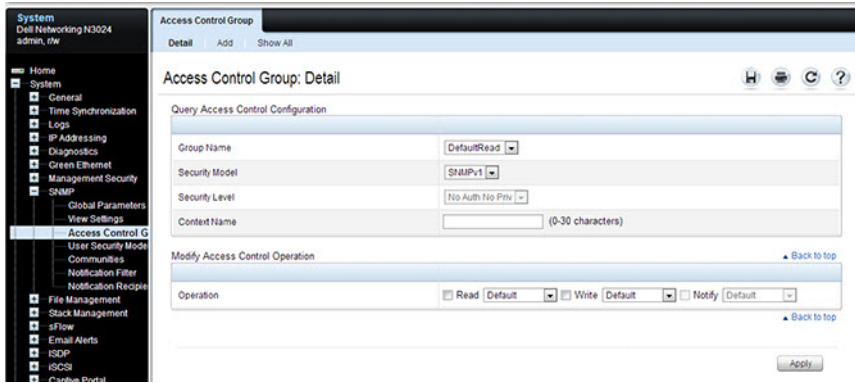 System
Dell Networking N3024
admin, r/w
Home
System
General
Time Synchronization
Logs
IP Addressing
Diagnostics
Green Ethernet
Management Security
SNMP
Global Parameters
View Settings
Access Control G
User Security Mode
Communities
Notification Filter
Notification Recipie
File Management
Stack Management
sFlow
Email Alerts
ISDP
iSCSI
Captive Portal
Access Control Group
Detail Add Show All
Access Control Group: Detail
Query Access Control Configuration
Group Name DefaultRead
Security Model SNMPv1
Security Level No Auth No Priv
Context Name (0-30 characters)
Modify Access Control Operation Back to top
Operation Read Default Write Default Notify Default
Back to top
Apply